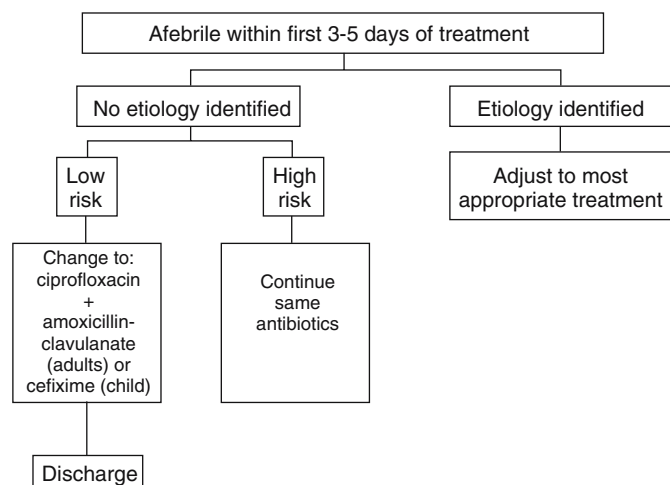 Afebrile within first 3-5 days of treatment
No etiology identified
Etiology identified
Low
risk
High
risk
Adjust to most
appropriate treatment
Change to:
ciprofloxacin
+
amoxicillin-
clavulanate
(adults) or
cefixime (child)
Continue
same
antibiotics
Discharge